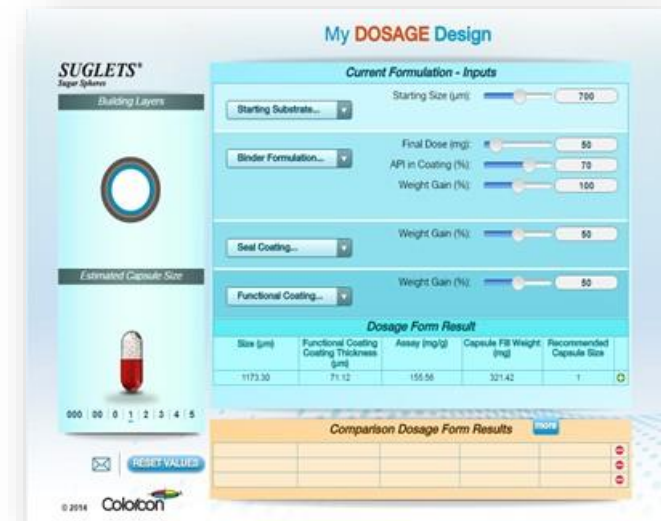 My DOSAGE Design
SUGLETS®
Sugar Spheres
Building Layers
Estimated Capsule Size
000 00 0 1 2 3 4 5
RESET VALUES
© 2014 Colorcon
Current Formulation - Inputs
Starting Substrate...
Starting Size (µm): 700
Binder Formulation...
Final Dose (mg): 50
API in Coating (%): 70
Weight Gain (%): 100
Seal Coating...
Weight Gain (%): 50
Functional Coating...
Weight Gain (%): 50
Dosage Form Result
Size (µm) Functional Coating Coating Thickness (µm) Assay (mg/g) Capsule Fill Weight (mg) Recommended Capsule Size
1173.30 71.12 155.56 321.42 1
Comparison Dosage Form Results more